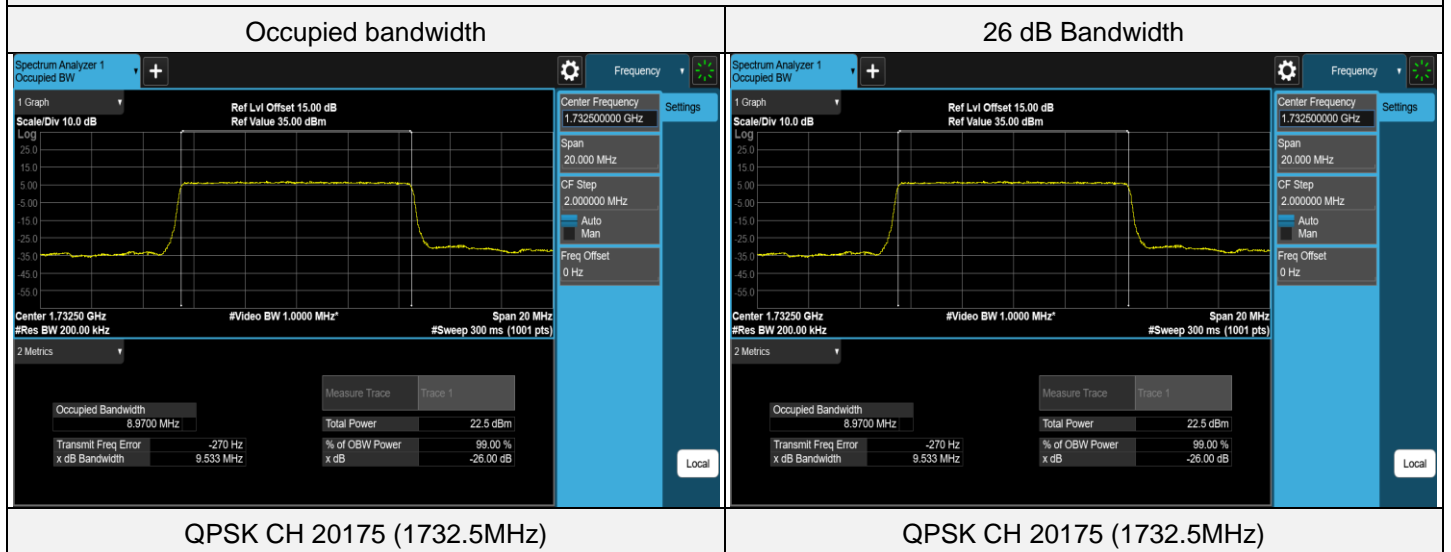 Occupied bandwidth
26 dB Bandwidth
Spectrum Analyzer 1
Occupied BW
+
Frequency
1 Graph
Ref Lvl Offset 15.00 dB
Scale/Div 10.0 dB
Ref Value 35.00 dBm
Log
25.0
15.0
5.00
-5.00
-15.0
-25.0
-35.0
-45.0
-55.0
Center 1.73250 GHz
#Video BW 1.0000 MHz*
Span 20 MHz
#Res BW 200.00 kHz
#Sweep 300 ms (1001 pts)
Center Frequency
1.732500000 GHz
Settings
Span
20.000 MHz
CF Step
2.000000 MHz
Auto
Man
Freq Offset
0 Hz
Local
2 Metrics
Measure Trace
Trace 1
Occupied Bandwidth
8.9700 MHz
Total Power
22.5 dBm
Transmit Freq Error
-270 Hz
% of OBW Power
99.00 %
x dB Bandwidth
9.533 MHz
x dB
-26.00 dB
Spectrum Analyzer 1
Occupied BW
+
Frequency
1 Graph
Ref Lvl Offset 15.00 dB
Scale/Div 10.0 dB
Ref Value 35.00 dBm
Log
25.0
15.0
5.00
-5.00
-15.0
-25.0
-35.0
-45.0
-55.0
Center 1.73250 GHz
#Video BW 1.0000 MHz*
Span 20 MHz
#Res BW 200.00 kHz
#Sweep 300 ms (1001 pts)
Center Frequency
1.732500000 GHz
Settings
Span
20.000 MHz
CF Step
2.000000 MHz
Auto
Man
Freq Offset
0 Hz
Local
2 Metrics
Measure Trace
Trace 1
Occupied Bandwidth
8.9700 MHz
Total Power
22.5 dBm
Transmit Freq Error
-270 Hz
% of OBW Power
99.00 %
x dB Bandwidth
9.533 MHz
x dB
-26.00 dB
QPSK CH 20175 (1732.5MHz)
QPSK CH 20175 (1732.5MHz)